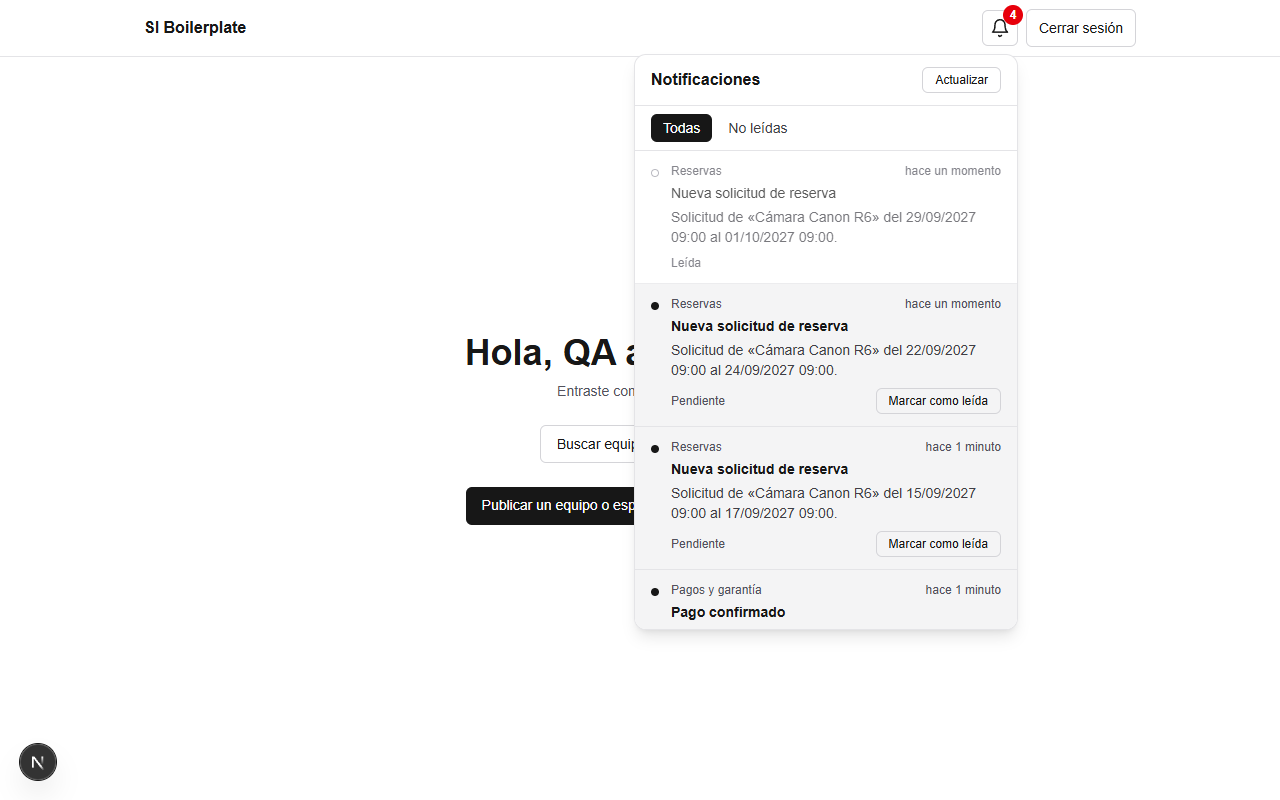 SI Boilerplate
4
Cerrar sesión
Notificaciones
Actualizar
Todas
No leídas
Reservas
hace un momento
Nueva solicitud de reserva
Solicitud de «Cámara Canon R6» del 29/09/2027
09:00 al 01/10/2027 09:00.
Leída
Reservas
hace un momento
Nueva solicitud de reserva
Solicitud de «Cámara Canon R6» del 22/09/2027
09:00 al 24/09/2027 09:00.
Pendiente
Marcar como leída
Reservas
hace 1 minuto
Nueva solicitud de reserva
Solicitud de «Cámara Canon R6» del 15/09/2027
09:00 al 17/09/2027 09:00.
Pendiente
Marcar como leída
Pagos y garantía
hace 1 minuto
Pago confirmado
Hola, QA
Entraste
Buscar
Publicar un equipo o
N